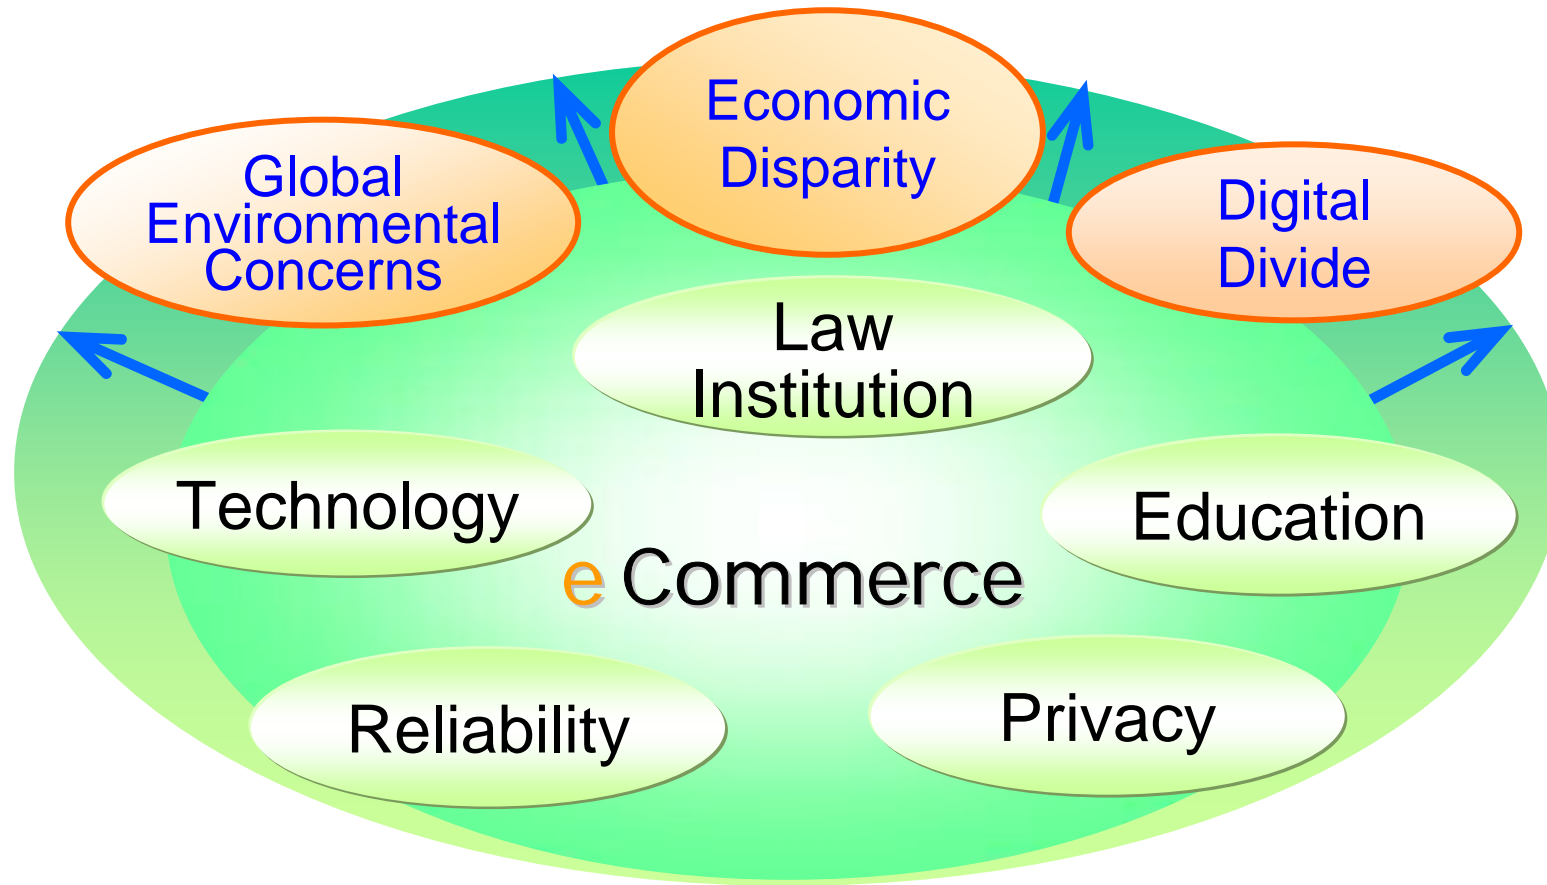 Economic
Disparity
Global
Environmental
Concerns
Digital
Divide
Law
Institution
Technology
Education
e Commerce
Reliability
Privacy